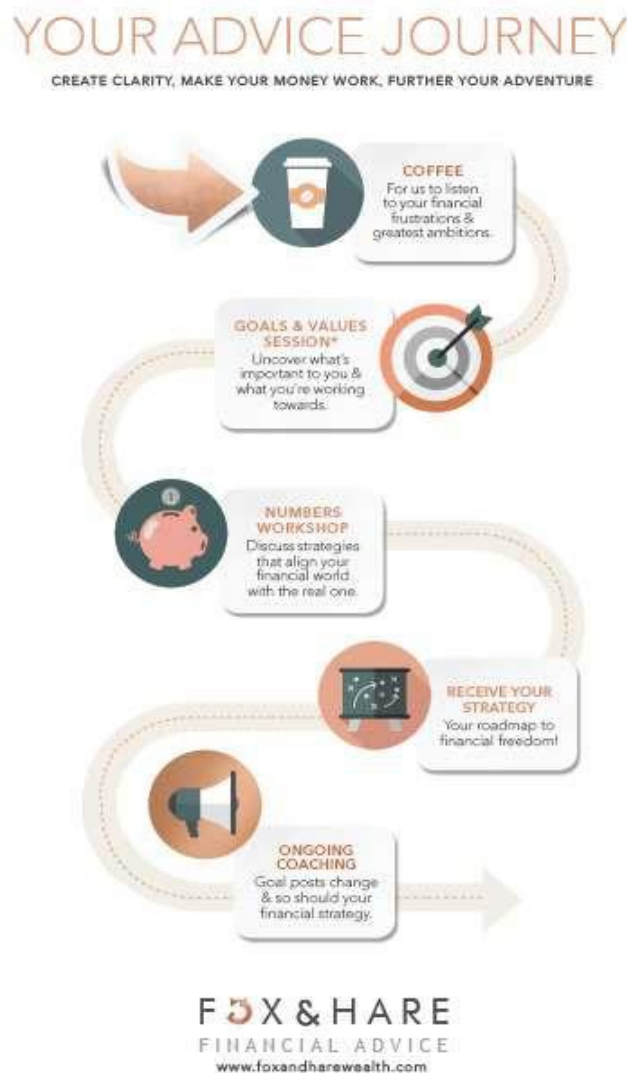 YOUR ADVICE JOURNEY
CREATE CLARITY, MAKE YOUR MONEY WORK, FURTHER YOUR ADVENTURE
COFFEE
For us to listen
to your financial
frustrations &
greatest ambitions.
GOALS & VALUES
SESSION*
Uncover what's
important to you &
what you're working
towards.
1
NUMBERS
WORKSHOP
Discuss strategies
that align your
financial world
with the real one.
RECEIVE YOUR
STRATEGY
Your roadmap to
financial freedom!
ONGOING
COACHING
Goal posts change
& so should your
financial strategy.
FOX & HARE
FINANCIAL ADVICE
www.foxandharewealth.com